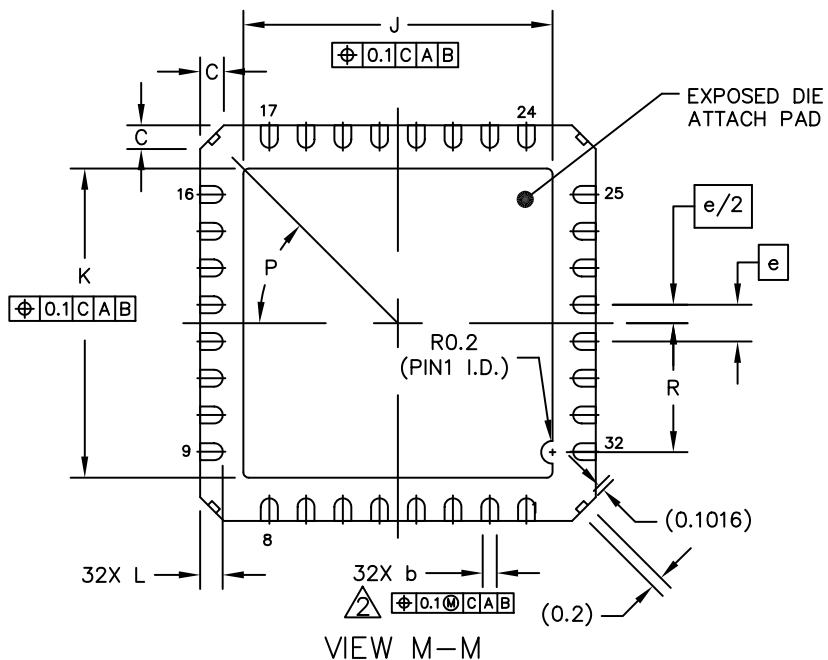 J
⌖ 0.1 C A B
C
17
24
EXPOSED DIE
ATTACH PAD
C
16
25
e/2
K
P
e
⌖ 0.1 C A B
R0.2
(PIN1 I.D.)
R
9
32
1
(0.1016)
8
32X L
32X b
2
⌖ 0.1Ⓜ C A B
(0.2)
VIEW M-M